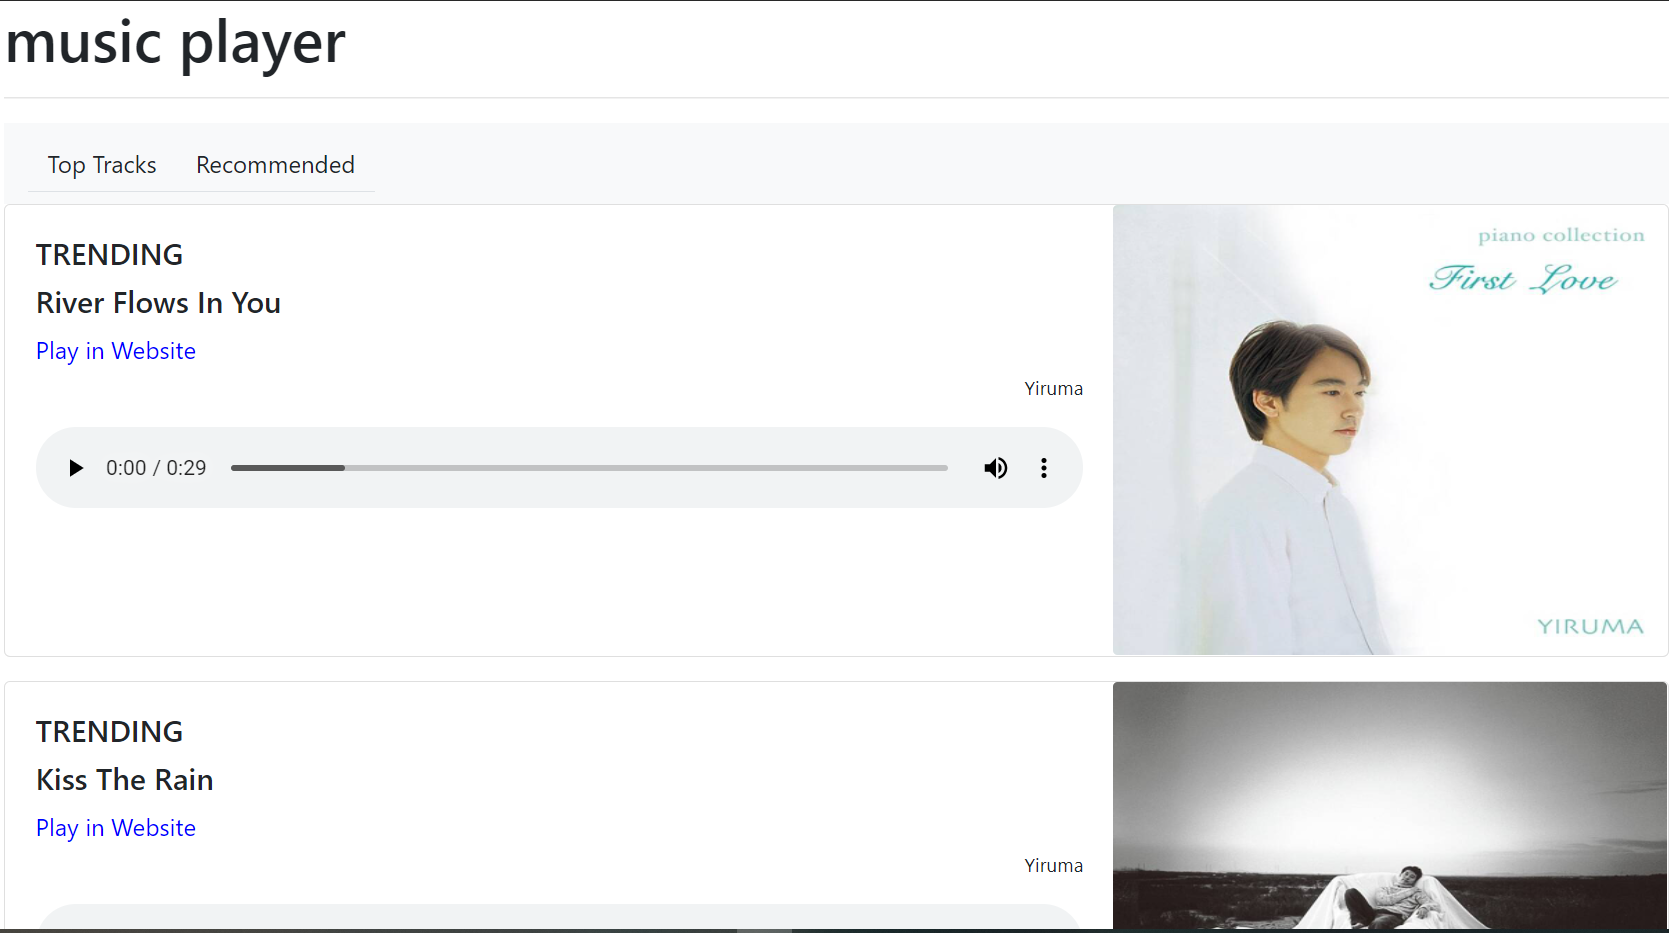 music player
Top Tracks Recommended
TRENDING
River Flows In You
Play in Website
Yiruma
0:00 / 0:29
piano collection
First Love
YIRUMA
TRENDING
Kiss The Rain
Play in Website
Yiruma